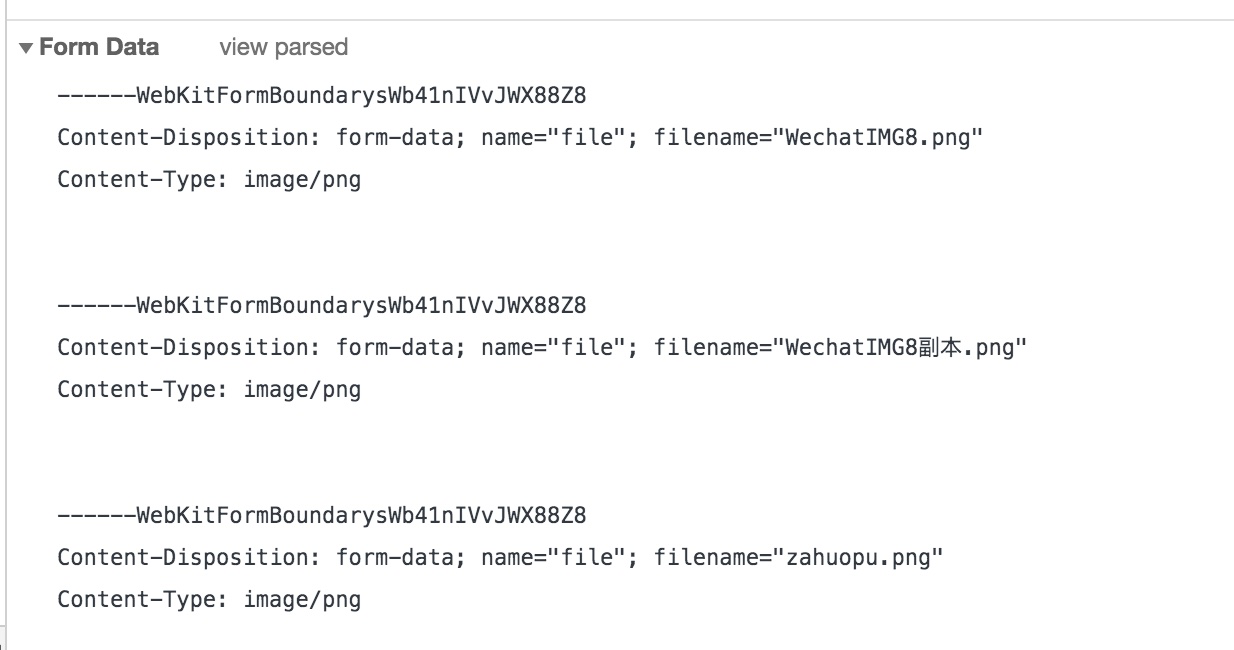 ▼ Form Data view parsed
------WebKitFormBoundarysWb41nIVvJWX88Z8
Content-Disposition: form-data; name="file"; filename="WechatIMG8.png"
Content-Type: image/png
------WebKitFormBoundarysWb41nIVvJWX88Z8
Content-Disposition: form-data; name="file"; filename="WechatIMG8副本.png"
Content-Type: image/png
------WebKitFormBoundarysWb41nIVvJWX88Z8
Content-Disposition: form-data; name="file"; filename="zahuopu.png"
Content-Type: image/png